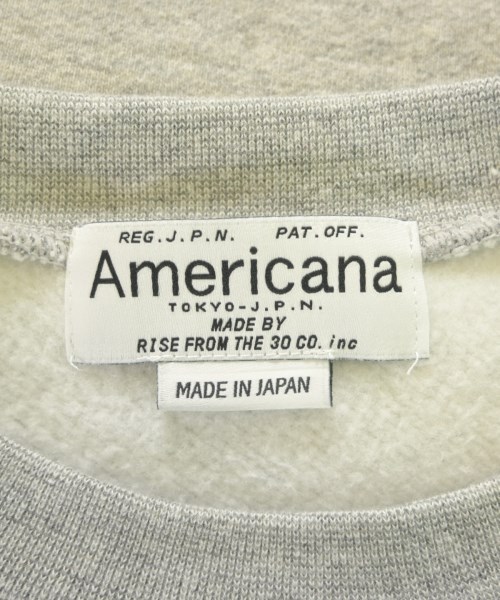 REG.J.P.N. PAT.OFF.
Americana
TOKYO-J.P.N.
MADE BY
RISE FROM THE 30 CO. inc
MADE IN JAPAN